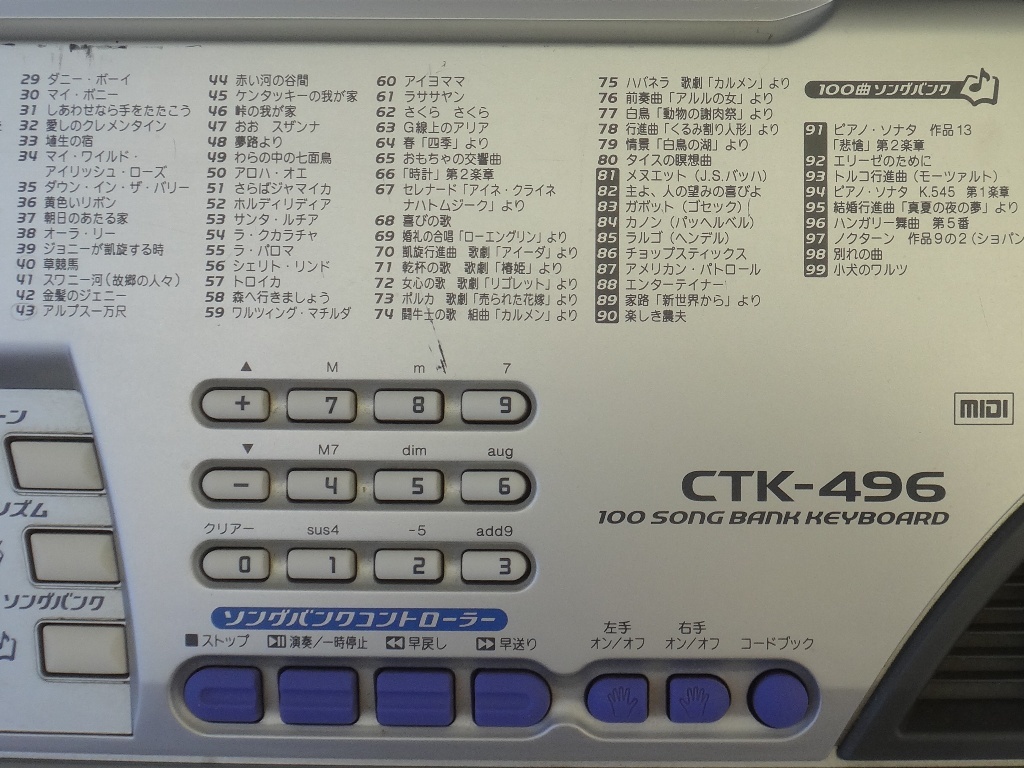 29 ダニー・ボーイ
30 マイ・ボニー
31 しあわせなら手をたたこう
32 愛しのクレメンタイン
33 埴生の宿
34 マイ・ワイルド・
アイリッシュ・ローズ
35 ダウン・イン・ザ・バリー
36 黄色いリボン
37 朝日のあたる家
38 オーラ・リー
39 ジョニーが凱旋する時
40 草競馬
41 スワニー河(故郷の人々)
42 金髪のジェニー
43 アルプス一万尺
44 赤い河の谷間
45 ケンタッキーの我が家
46 峠の我が家
47 おお スザンナ
48 夢路より
49 わらの中の七面鳥
50 アロハ・オエ
51 さらばジャマイカ
52 ホルディリディア
53 サンタ・ルチア
54 ラ・クカラチャ
55 ラ・パロマ
56 シェリト・リンド
57 トロイカ
58 森へ行きましょう
59 ワルツィング・マチルダ
60 アイヨママ
61 ラササヤン
62 さくら さくら
63 G線上のアリア
64 春「四季」より
65 おもちゃの交響曲
66 「時計」第2楽章
67 セレナード「アイネ・クライネ
ナハトムジーク」より
68 喜びの歌
69 婚礼の合唱「ローエングリン」より
70 凱旋行進曲 歌劇「アイーダ」より
71 乾杯の歌 歌劇「椿姫」より
72 女心の歌 歌劇「リゴレット」より
73 ポルカ 歌劇「売られた花嫁」より
74 闘牛士の歌 組曲「カルメン」より
75 ハバネラ 歌劇「カルメン」より
76 前奏曲「アルルの女」より
77 白鳥「動物の謝肉祭」より
78 行進曲「くるみ割り人形」より
79 情景「白鳥の湖」より
80 タイスの瞑想曲
81 メヌエット(J.S.バッハ)
82 主よ、人の望みの喜びよ
83 ガボット(ゴセック)
84 カノン(パッヘルベル)
85 ラルゴ(ヘンデル)
86 チョップスティックス
87 アメリカン・パトロール
88 エンターテイナー
89 家路「新世界から」より
90 楽しき農夫
100曲ソングバンク
91 ピアノ・ソナタ 作品13
「悲愴」第2楽章
92 エリーゼのために
93 トルコ行進曲(モーツァルト)
94 ピアノ・ソナタ K.545 第1楽章
95 結婚行進曲「真夏の夜の夢」より
96 ハンガリー舞曲 第5番
97 ノクターン 作品9の2(ショパン
98 別れの曲
99 小犬のワルツ
MIDI
▲ M m 7
+ 7 8 9
▼ M7 dim aug
- 4 5 6
クリアー sus4 -5 add9
0 1 2 3
ーン
リズム
ソングバンク
CTK-496
100 SONG BANK KEYBOARD
ソングバンクコントローラー
■ストップ 演奏/一時停止 早戻し 早送り
左手
オン/オフ
右手
オン/オフ
コードブック